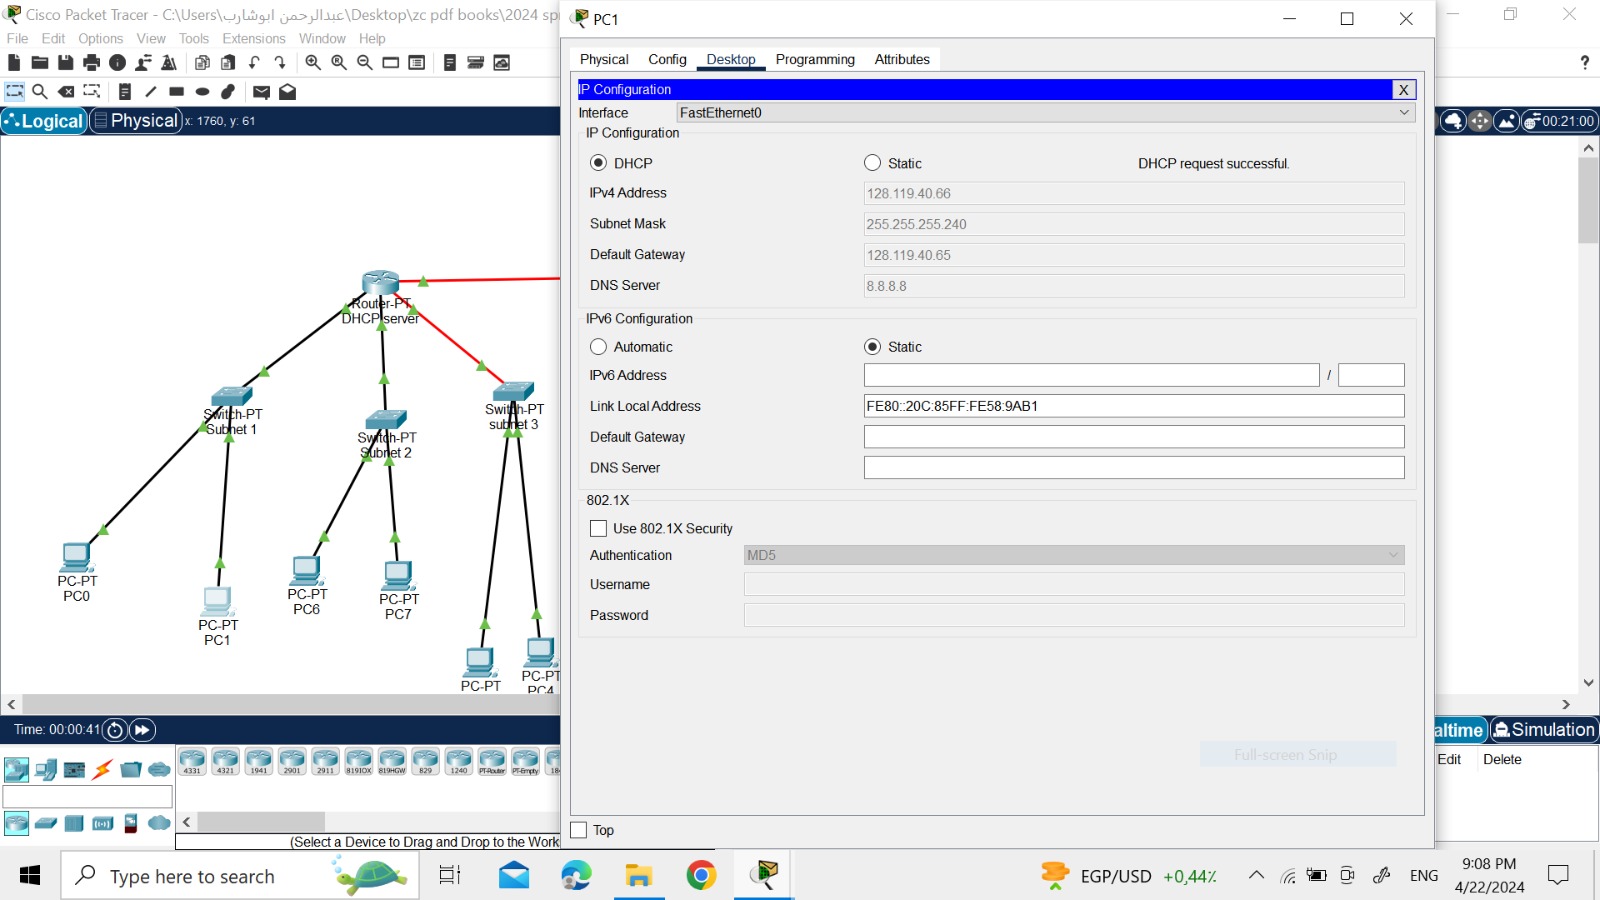 Cisco Packet Tracer - C:\Users\عبدالرحمن ابوشارب\Desktop\zc pdf books\2024 sp
File Edit Options View Tools Extensions Window Help
?
Logical Physical x: 1760, y: 61
00:21:00
Router-PT
DHCP server
Switch-PT
Subnet 1
Switch-PT
Subnet 2
Switch-PT
subnet 3
PC-PT
PC0
PC-PT
PC1
PC-PT
PC6
PC-PT
PC7
PC-PT
PC-PT
PC4
PC1
Physical Config Desktop Programming Attributes
IP Configuration X
Interface FastEthernet0
IP Configuration
DHCP Static DHCP request successful.
IPv4 Address 128.119.40.66
Subnet Mask 255.255.255.240
Default Gateway 128.119.40.65
DNS Server 8.8.8.8
IPv6 Configuration
Automatic Static
IPv6 Address /
Link Local Address FE80::20C:85FF:FE58:9AB1
Default Gateway
DNS Server
802.1X
Use 802.1X Security
Authentication MD5
Username
Password
Full-screen Snip
Top
Time: 00:00:41
altime Simulation
4331 4321 1941 2901 2911 819IOX 819HGW 829 1240 PT-Router PT-Empty 184
Edit Delete
(Select a Device to Drag and Drop to the Work
Type here to search
EGP/USD +0,44% ENG
9:08 PM
4/22/2024